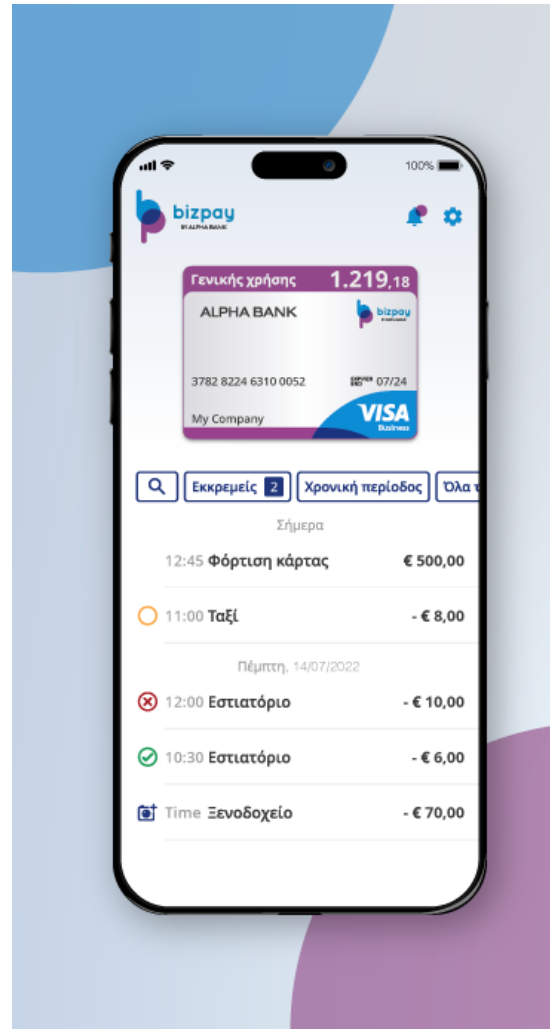 100%
bizpay
BY ALPHA BANK
Γενικής χρήσης 1.219,18
ALPHA BANK
bizpay
3782 8224 6310 0052
07/24
My Company
VISA
Business
Εκκρεμείς 2 Χρονική περίοδος Όλα τ
Σήμερα
12:45 Φόρτιση κάρτας € 500,00
11:00 Ταξί - € 8,00
Πέμπτη, 14/07/2022
12:00 Εστιατόριο - € 10,00
10:30 Εστιατόριο - € 6,00
Time Ξενοδοχείο - € 70,00